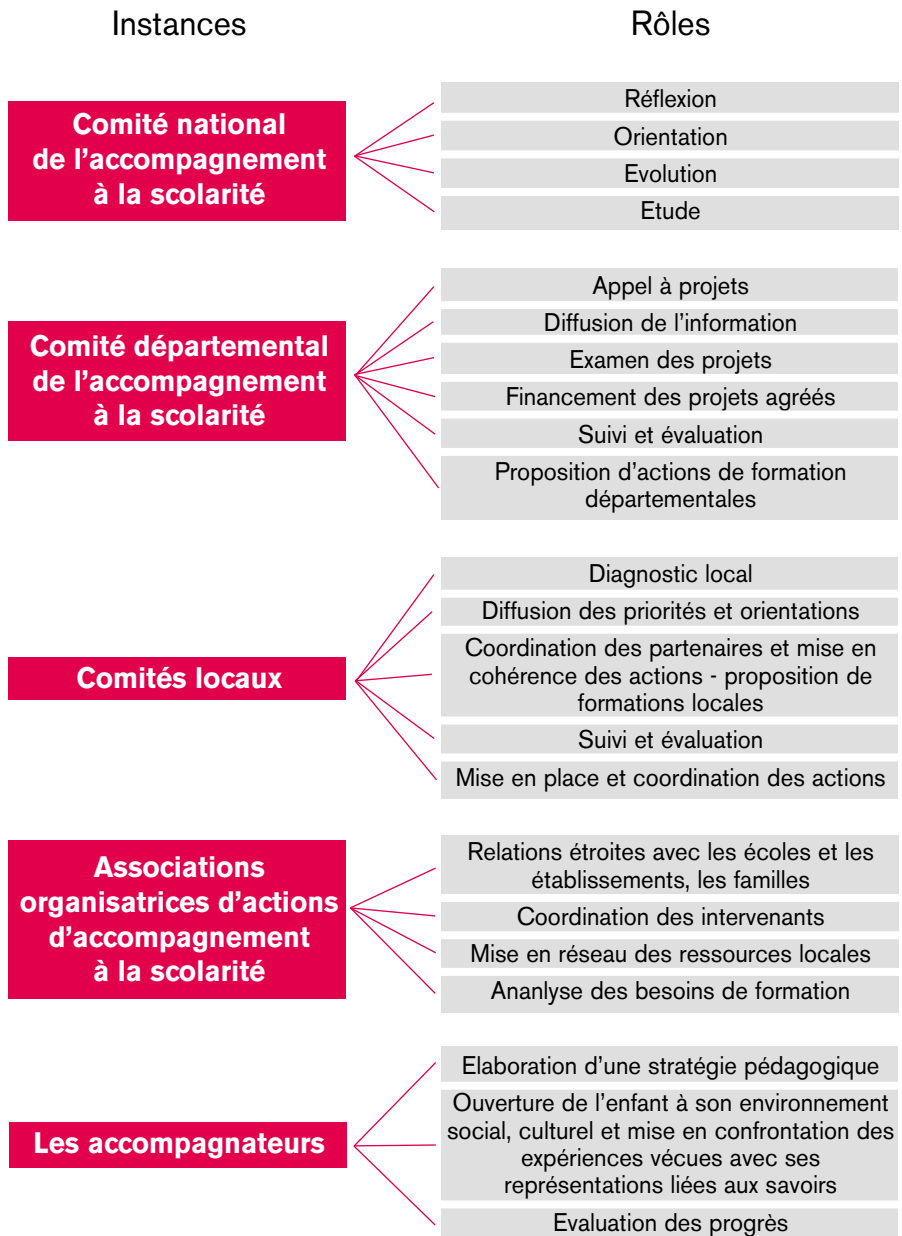 Instances
Rôles
Comité national
de l’accompagnement
à la scolarité
Réflexion
Orientation
Evolution
Etude
Comité départemental
de l’accompagnement
à la scolarité
Appel à projets
Diffusion de l’information
Examen des projets
Financement des projets agréés
Suivi et évaluation
Proposition d’actions de formation
départementales
Comités locaux
Diagnostic local
Diffusion des priorités et orientations
Coordination des partenaires et mise en
cohérence des actions - proposition de
formations locales
Suivi et évaluation
Mise en place et coordination des actions
Associations
organisatrices d’actions
d’accompagnement
à la scolarité
Relations étroites avec les écoles et les
établissements, les familles
Coordination des intervenants
Mise en réseau des ressources locales
Ananlyse des besoins de formation
Les accompagnateurs
Elaboration d’une stratégie pédagogique
Ouverture de l’enfant à son environnement
social, culturel et mise en confrontation des
expériences vécues avec ses
représentations liées aux savoirs
Evaluation des progrès